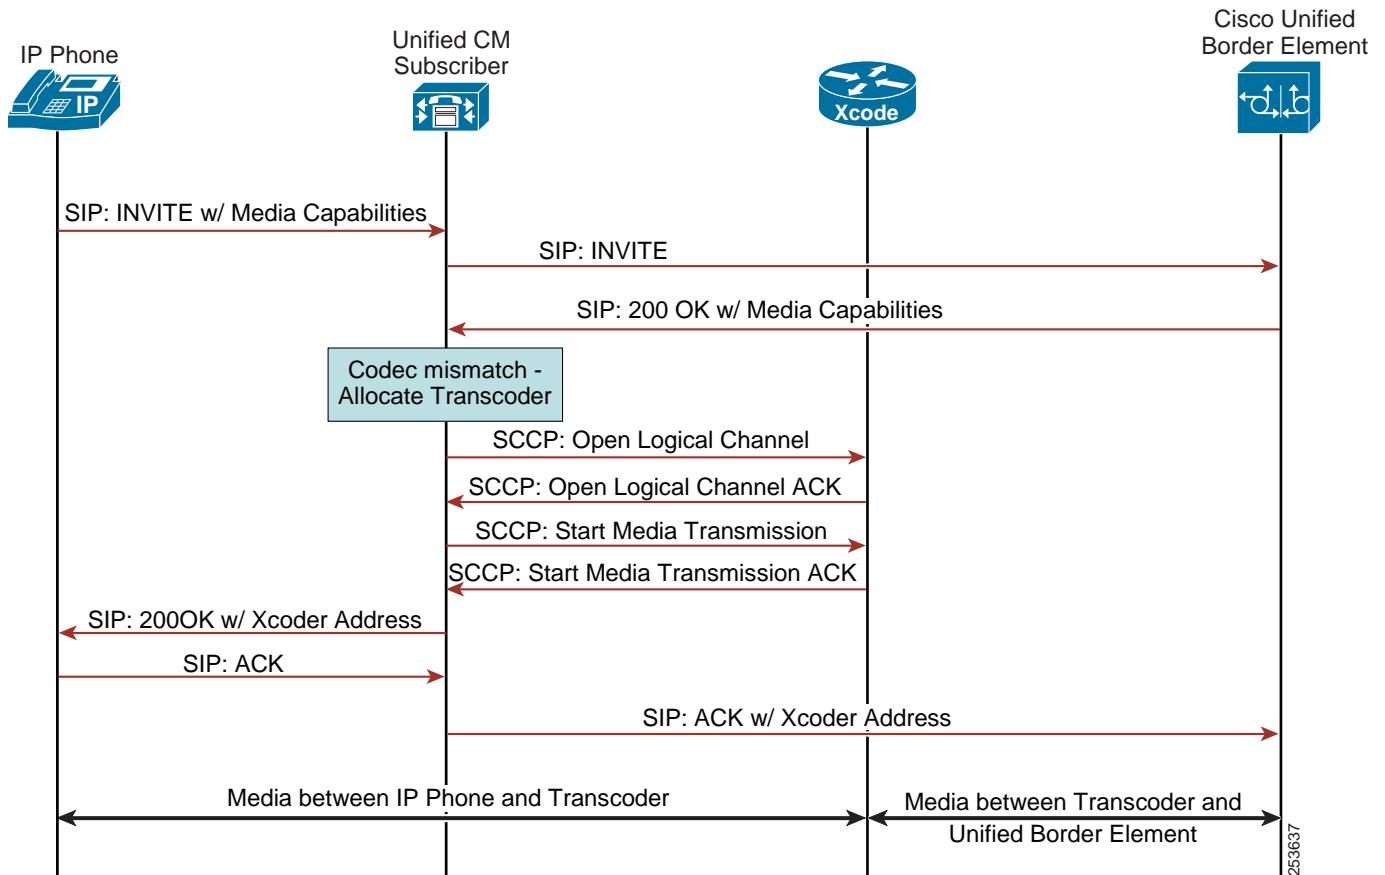 IP Phone
Unified CM
Subscriber
Cisco Unified
Border Element
IP
Xcode
SIP: INVITE w/ Media Capabilities
SIP: INVITE
SIP: 200 OK w/ Media Capabilities
Codec mismatch -
Allocate Transcoder
SCCP: Open Logical Channel
SCCP: Open Logical Channel ACK
SCCP: Start Media Transmission
SCCP: Start Media Transmission ACK
SIP: 200OK w/ Xcoder Address
SIP: ACK
SIP: ACK w/ Xcoder Address
Media between IP Phone and Transcoder
Media between Transcoder and
Unified Border Element
253637